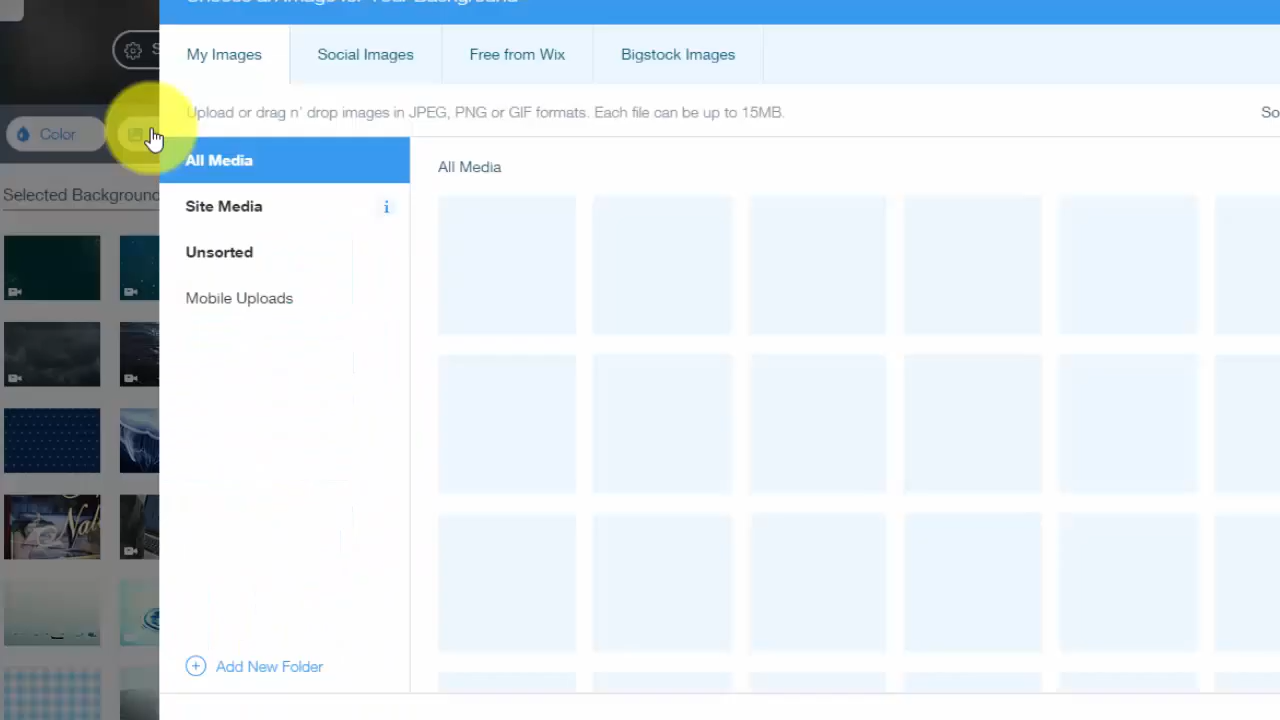 My Images
Social Images
Free from Wix
Bigstock Images
Upload or drag n' drop images in JPEG, PNG or GIF formats. Each file can be up to 15MB.
So
Color
All Media
All Media
Selected Background
Site Media
Unsorted
Mobile Uploads
Add New Folder